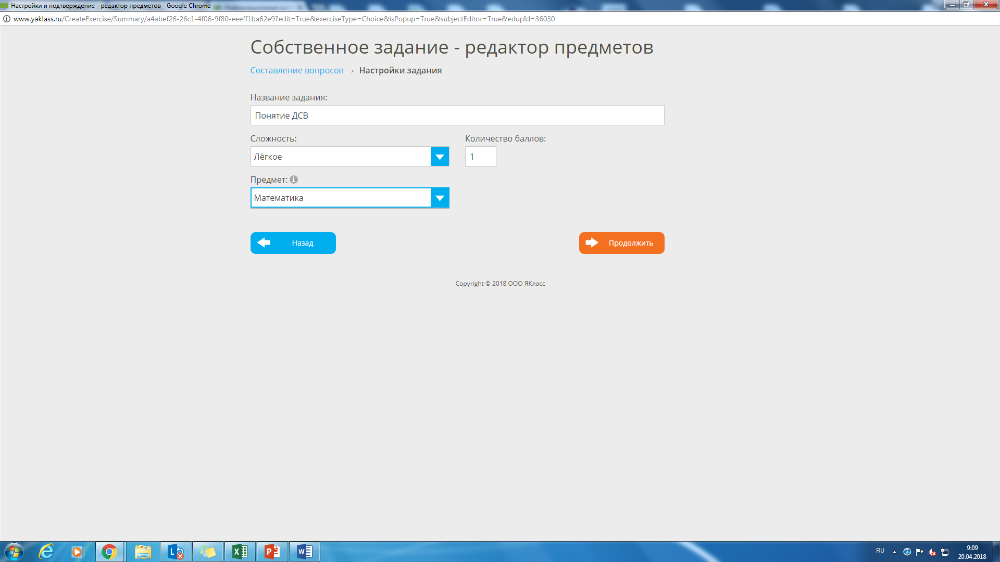 Настройки и подтверждение - редактор предметов - Google Chrome
www.yaklass.ru/CreateExercise/Summary/a4abef26-26c1-4f06-9f80-eeeff1ba62e9?edit=True&exerciseType=Choice&isPopup=True&subjectEditor=True&edupId=36030
Собственное задание - редактор предметов
Составление вопросов › Настройки задания
Название задания:
Понятие ДСВ
Сложность: Количество баллов:
Лёгкое 1
Предмет:
Математика
Назад Продолжить
Copyright © 2018 ООО ЯКласс
RU 9:09
20.04.2018